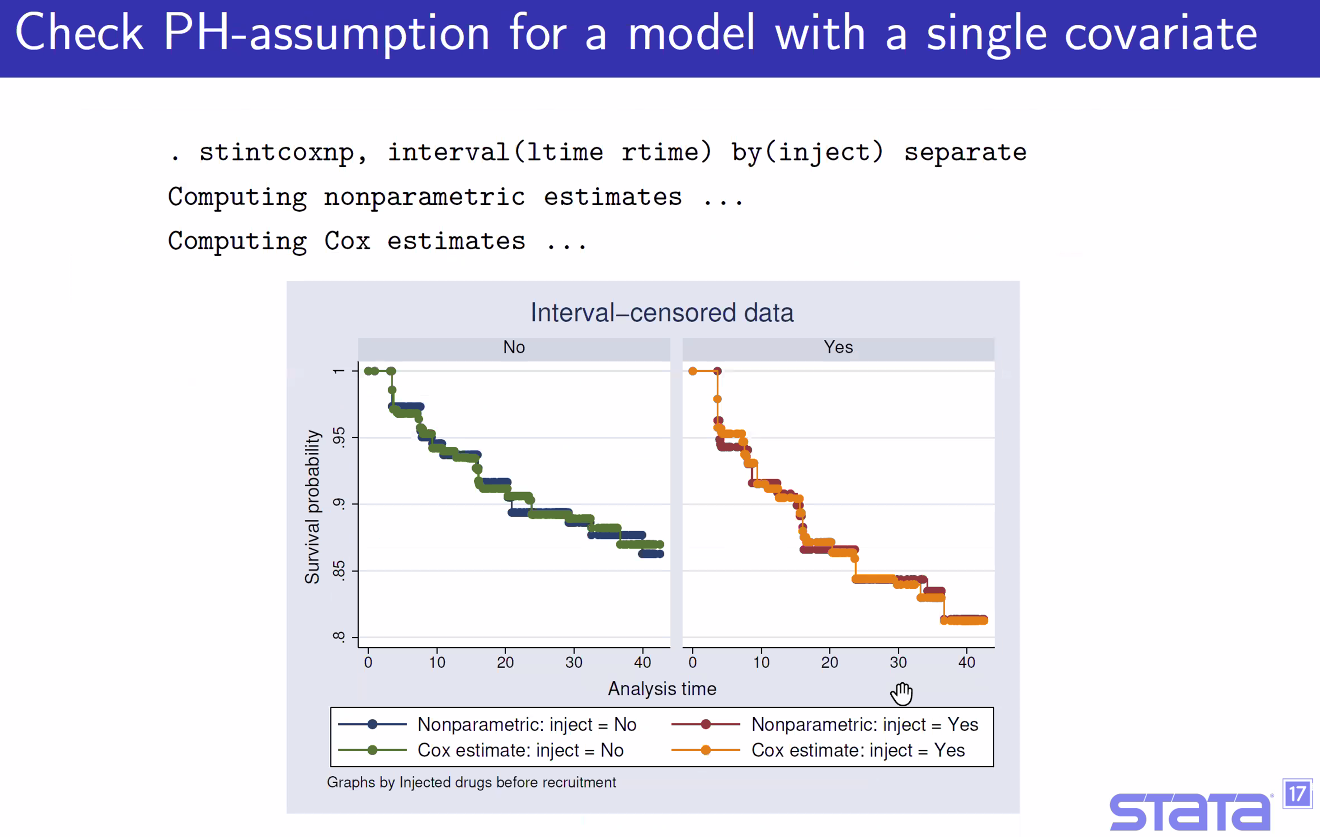 Check PH-assumption for a model with a single covariate
. stintcoxnp, interval(ltime rtime) by(inject) separate
Computing nonparametric estimates ...
Computing Cox estimates ...
Interval−censored data
No Yes
1
.95
.9
.85
.8
Survival probability
0 10 20 30 40 0 10 20 30 40
Analysis time
Nonparametric: inject = No Nonparametric: inject = Yes
Cox estimate: inject = No Cox estimate: inject = Yes
Graphs by Injected drugs before recruitment
stata 17